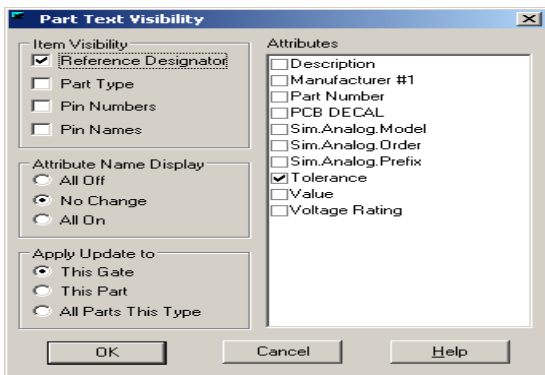 Part Text Visibility
Item Visibility
Reference Designator
Part Type
Pin Numbers
Pin Names
Attribute Name Display
All Off
No Change
All On
Apply Update to
This Gate
This Part
All Parts This Type
Attributes
Description
Manufacturer #1
Part Number
PCB DECAL
Sim.Analog.Model
Sim.Analog.Order
Sim.Analog.Prefix
Tolerance
Value
Voltage Rating
OK
Cancel
Help